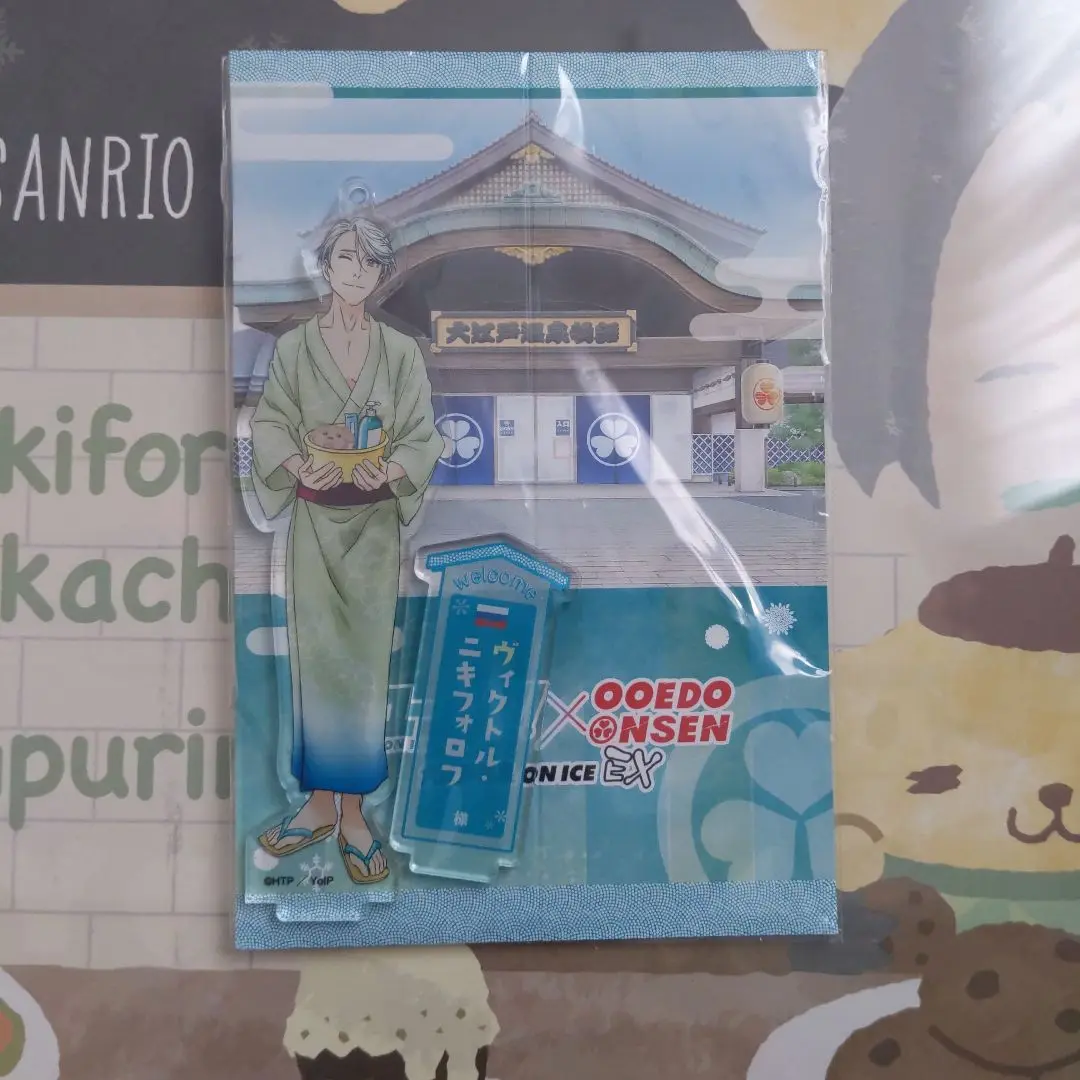 SANRIO
大江戸温泉物語
kifor
kach
purin
welcome
ヴィクトル・
ニキフォロフ
様
×
OOEDO
ONSEN
ON ICE EX
©HTP／YoIP